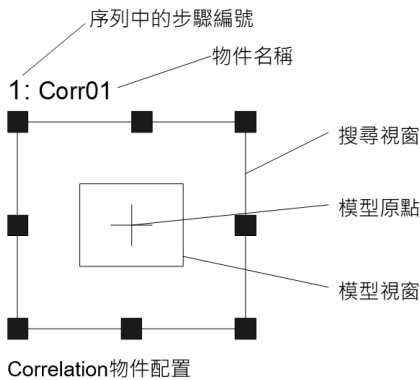 序列中的步驟編號
物件名稱
1: Corr01
搜尋視窗
模型原點
模型視窗
Correlation物件配置